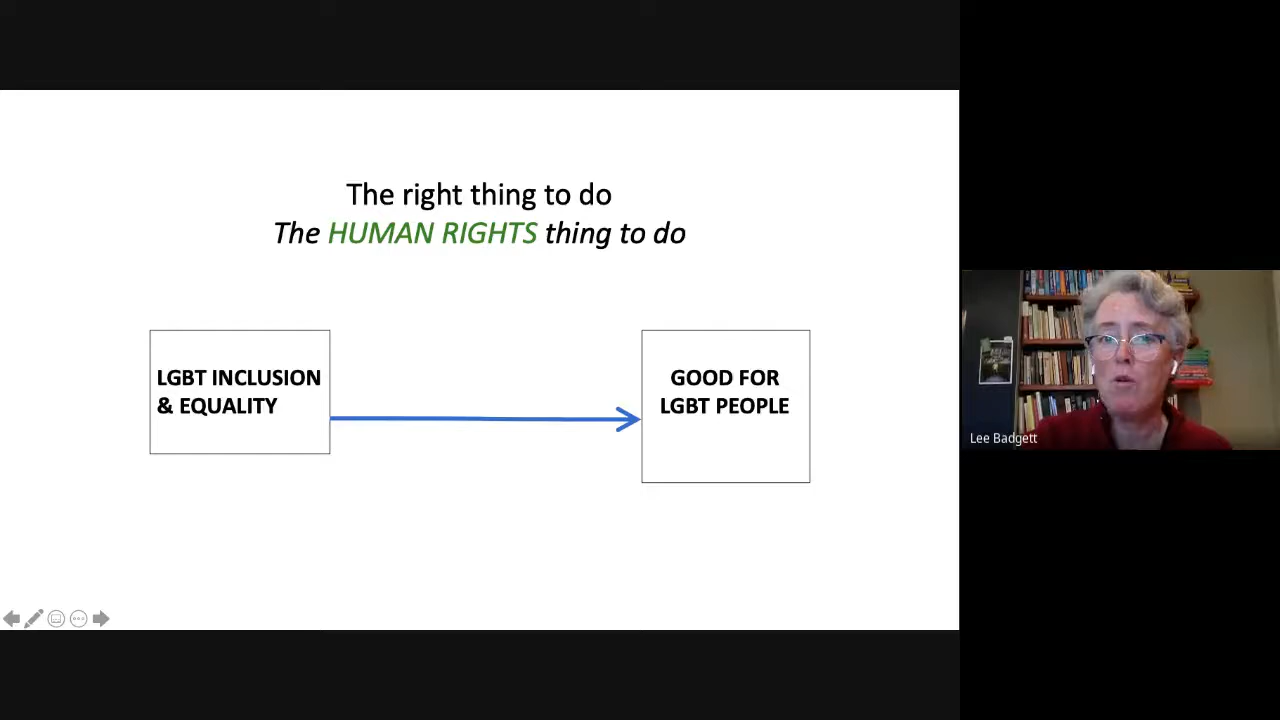 The right thing to do
The HUMAN RIGHTS thing to do
LGBT INCLUSION
& EQUALITY
GOOD FOR
LGBT PEOPLE
Lee Badgett